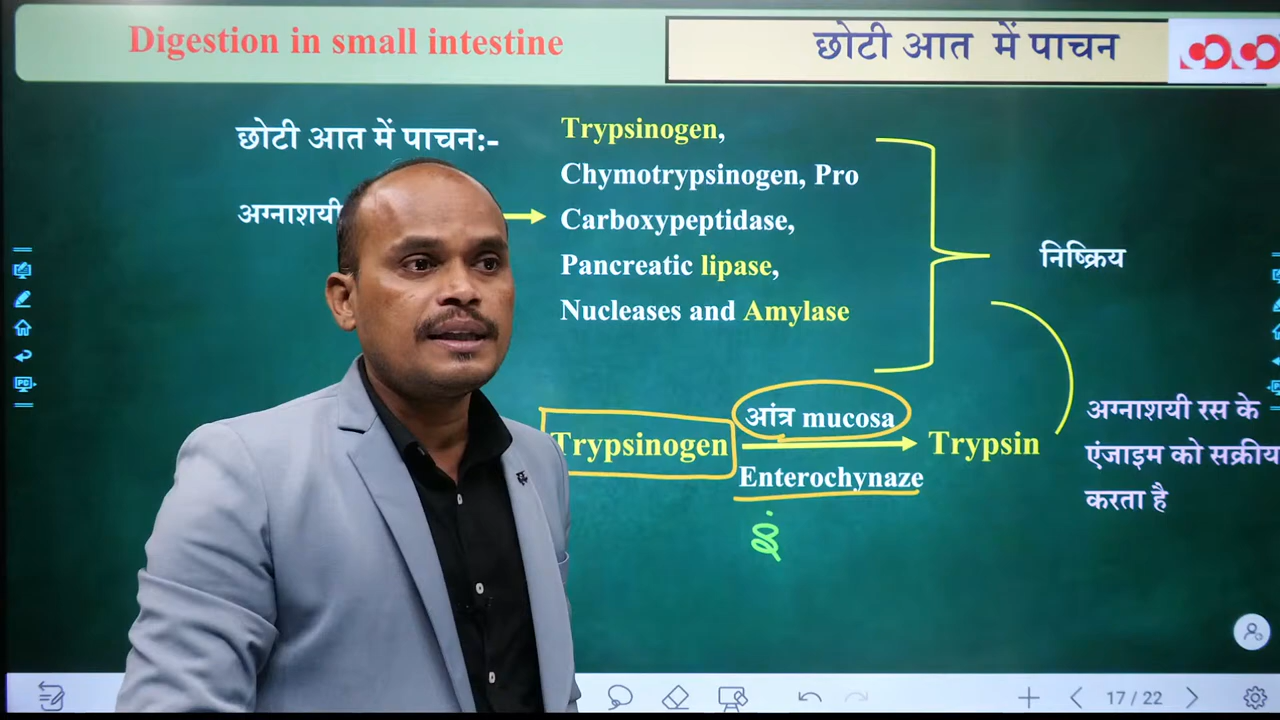 Digestion in small intestine
छोटी आत में पाचन
छोटी आत में पाचन:-
अग्नाशयी
Trypsinogen,
Chymotrypsinogen, Pro
Carboxypeptidase,
Pancreatic lipase,
Nucleases and Amylase
निष्क्रिय
Trypsinogen
आंत्र mucosa
Enterochynaze
Trypsin
अग्नाशयी रस के
एंजाइम को सक्रीय
करता है
17 / 22